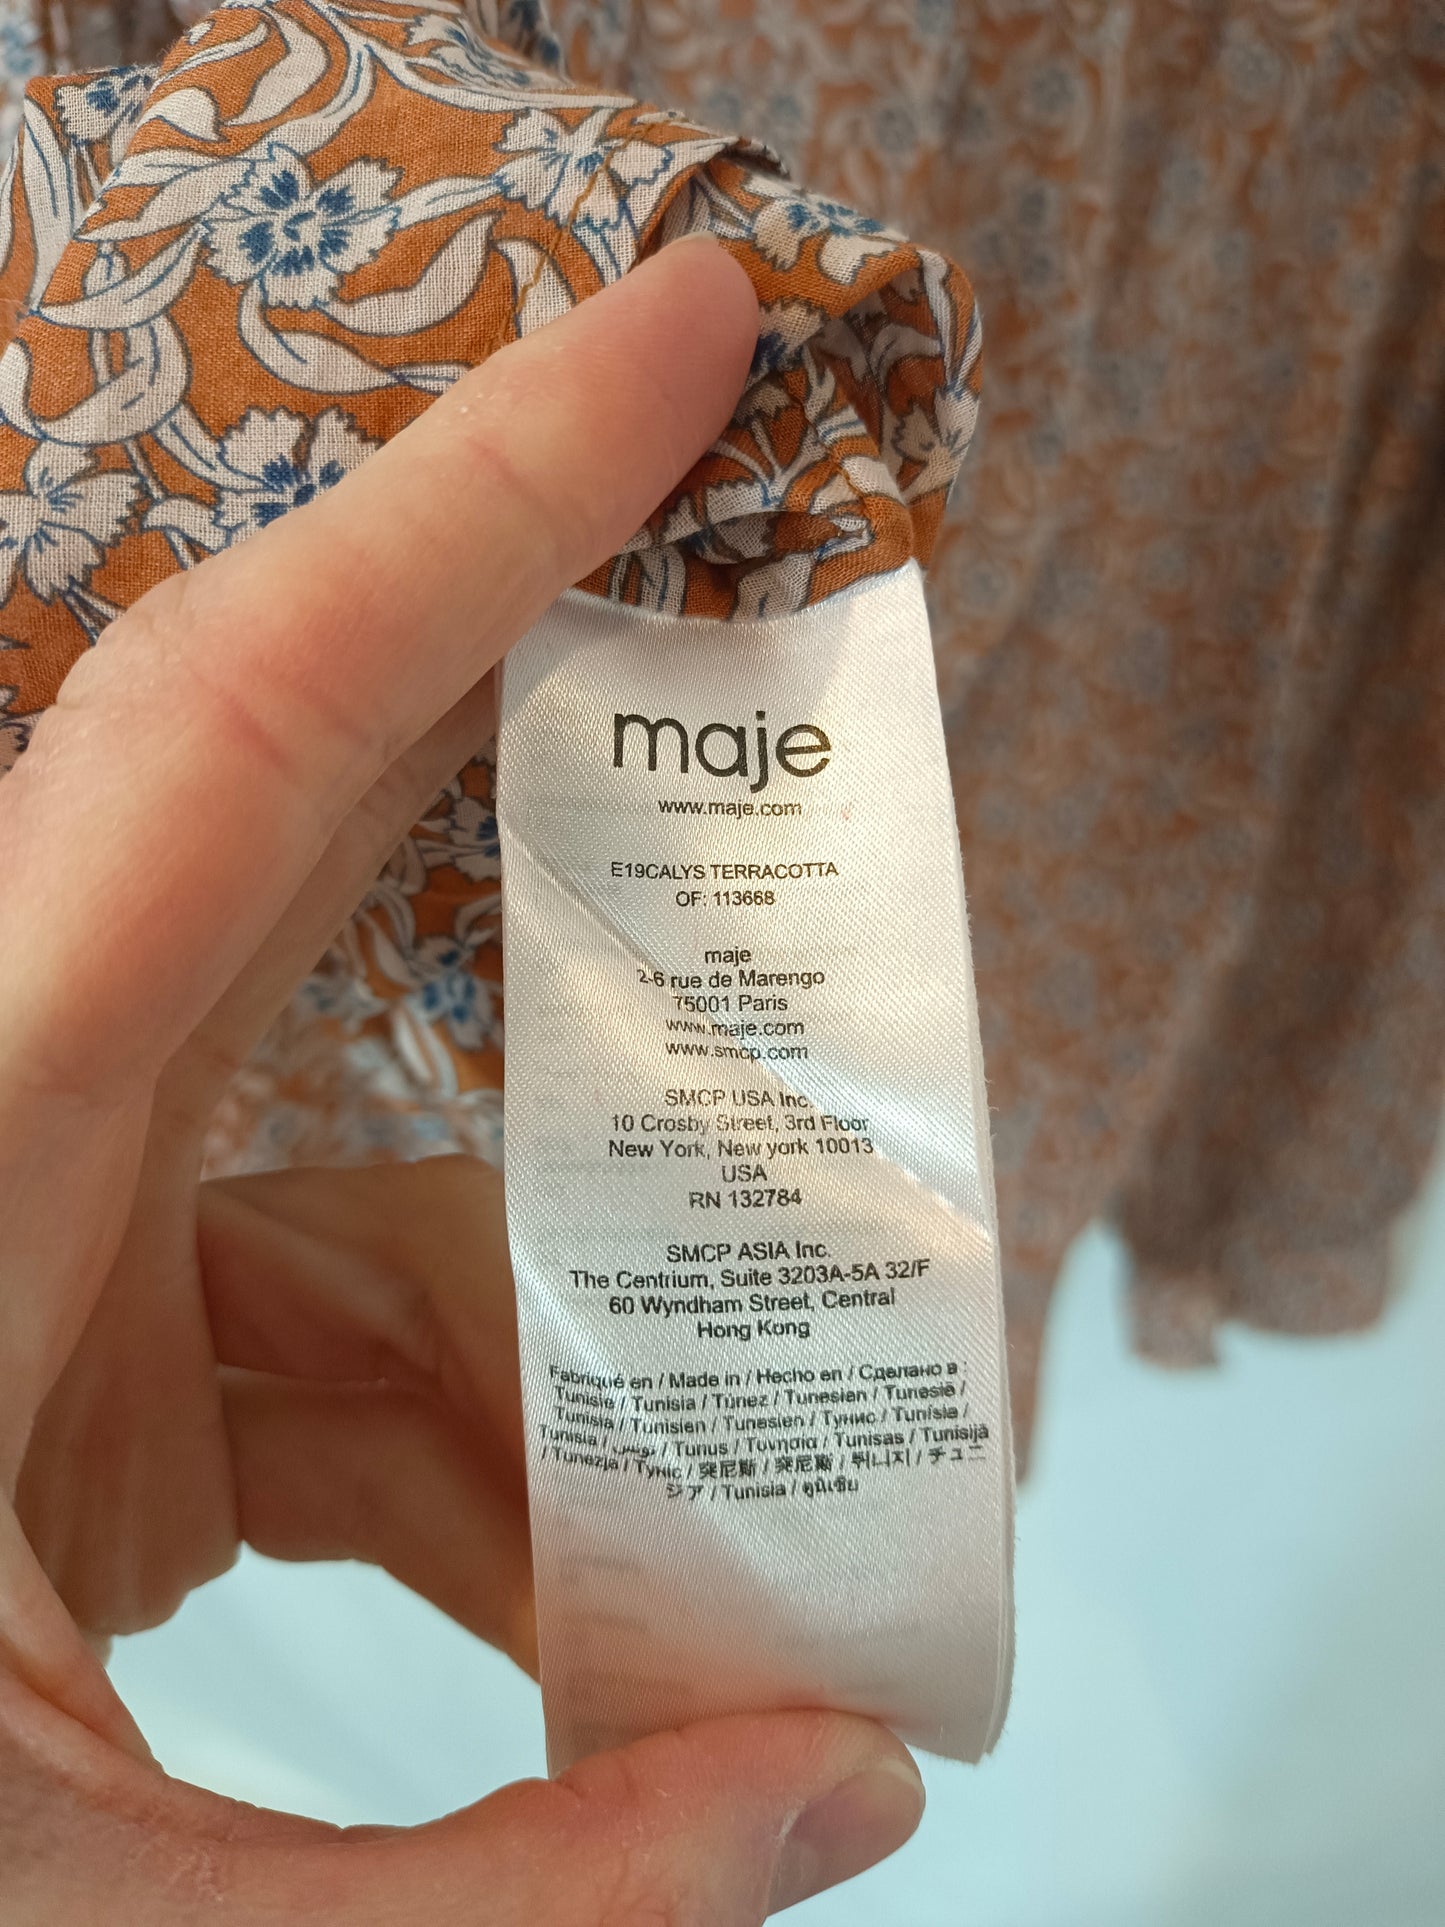 maje
www.maje.com
E19CALYS TERRACOTTA
OF: 113668
maje
2-6 rue de Marengo
75001 Paris
www.maje.com
www.smcp.com
SMCP USA Inc.
10 Crosby Street, 3rd Floor
New York, New york 10013
USA
RN 132784
SMCP ASIA Inc.
The Centrium, Suite 3203A-5A 32/F
60 Wyndham Street, Central
Hong Kong
Fabriqué en / Made in / Hecho en / Сделано в :
Tunisie / Tunisia / Túnez / Tunesien / Tunesië /
Tunisia / Tunisien / Tunesien / Тунис / Tunísia /
Tunisia / تونس / Tunus / Τυνησία / Tunisas / Tunisijā
/ Tunezja / Туніс / 突尼斯 / 突尼斯 / 튀니지 / チュニ
ジア / Tunisia / ตูนิเซีย